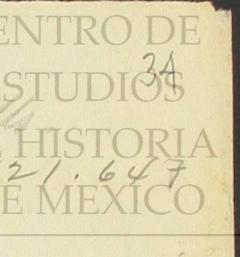 ENTRO DE
34
STUDIOS
HISTORIA
21.647
E MEXICO